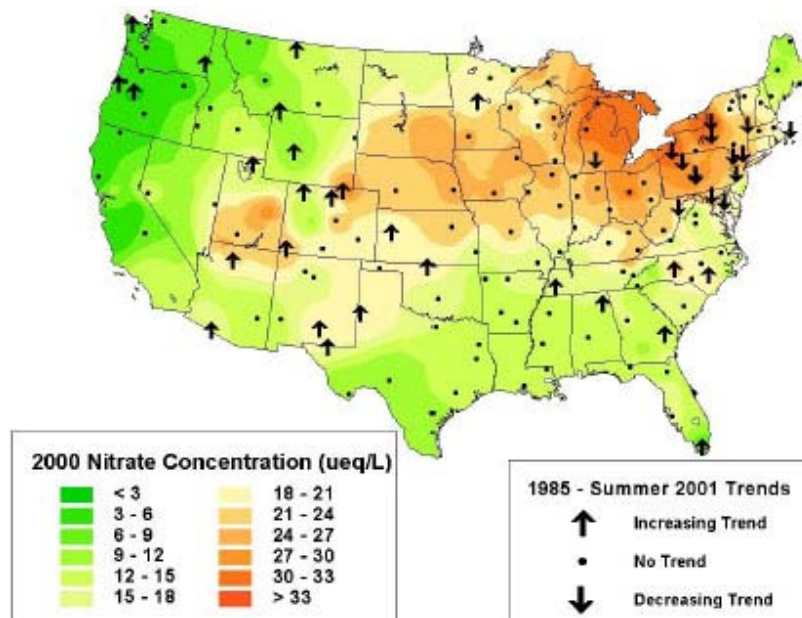 2000 Nitrate Concentration (ueq/L)
< 3
3 - 6
6 - 9
9 - 12
12 - 15
15 - 18
18 - 21
21 - 24
24 - 27
27 - 30
30 - 33
> 33
1985 - Summer 2001 Trends
Increasing Trend
No Trend
Decreasing Trend